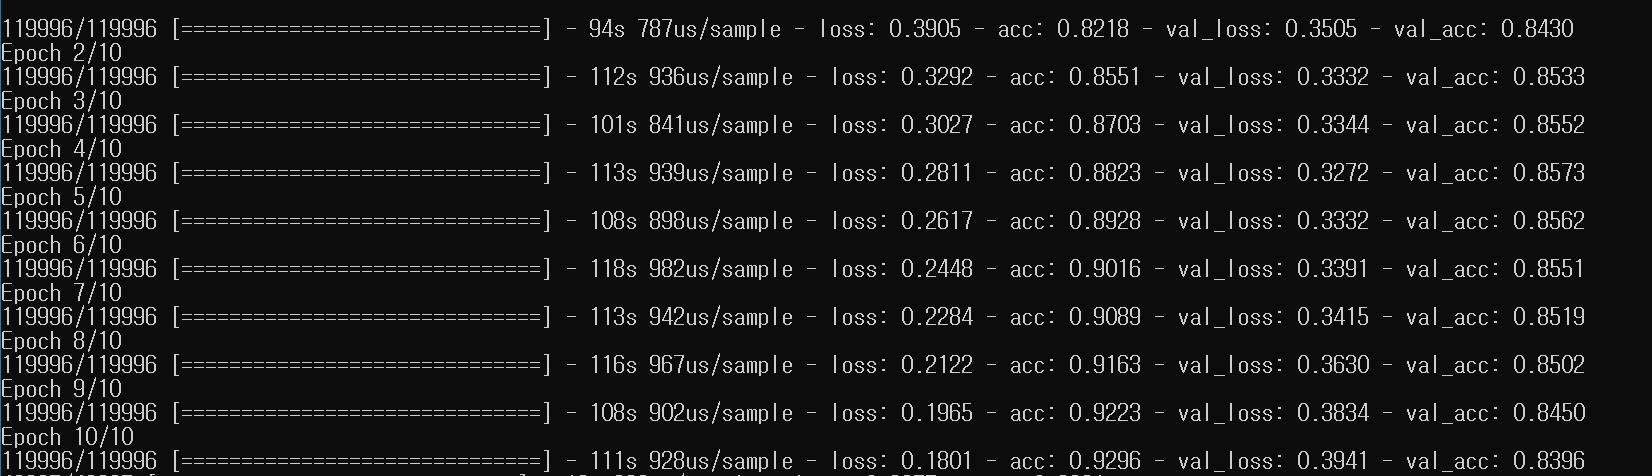 119996/119996 [==============================] - 94s 787us/sample - loss: 0.3905 - acc: 0.8218 - val_loss: 0.3505 - val_acc: 0.8430
Epoch 2/10
119996/119996 [==============================] - 112s 936us/sample - loss: 0.3292 - acc: 0.8551 - val_loss: 0.3332 - val_acc: 0.8533
Epoch 3/10
119996/119996 [==============================] - 101s 841us/sample - loss: 0.3027 - acc: 0.8703 - val_loss: 0.3344 - val_acc: 0.8552
Epoch 4/10
119996/119996 [==============================] - 113s 939us/sample - loss: 0.2811 - acc: 0.8823 - val_loss: 0.3272 - val_acc: 0.8573
Epoch 5/10
119996/119996 [==============================] - 108s 898us/sample - loss: 0.2617 - acc: 0.8928 - val_loss: 0.3332 - val_acc: 0.8562
Epoch 6/10
119996/119996 [==============================] - 118s 982us/sample - loss: 0.2448 - acc: 0.9016 - val_loss: 0.3391 - val_acc: 0.8551
Epoch 7/10
119996/119996 [==============================] - 113s 942us/sample - loss: 0.2284 - acc: 0.9089 - val_loss: 0.3415 - val_acc: 0.8519
Epoch 8/10
119996/119996 [==============================] - 116s 967us/sample - loss: 0.2122 - acc: 0.9163 - val_loss: 0.3630 - val_acc: 0.8502
Epoch 9/10
119996/119996 [==============================] - 108s 902us/sample - loss: 0.1965 - acc: 0.9223 - val_loss: 0.3834 - val_acc: 0.8450
Epoch 10/10
119996/119996 [==============================] - 111s 928us/sample - loss: 0.1801 - acc: 0.9296 - val_loss: 0.3941 - val_acc: 0.8396